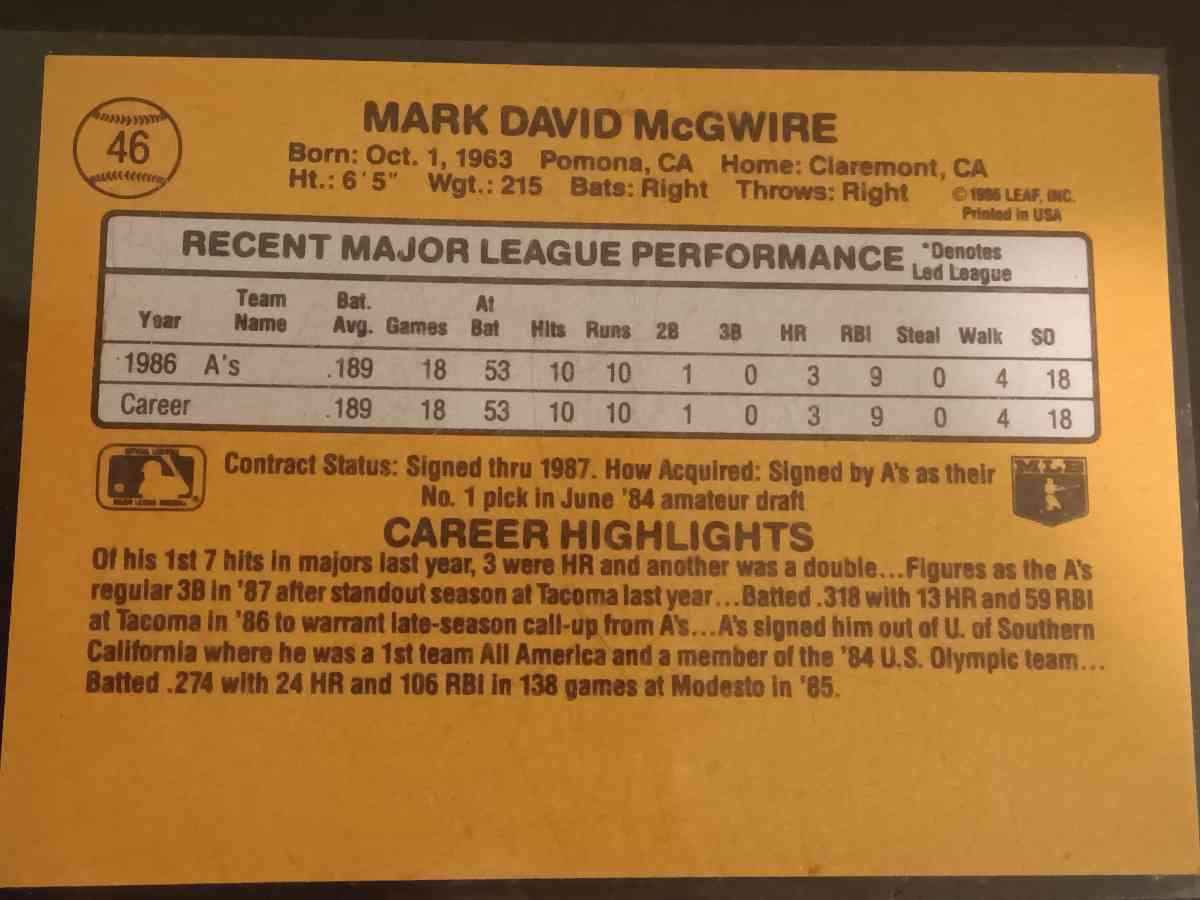 46
MARK DAVID McGWIRE
Born: Oct. 1, 1963 Pomona, CA Home: Claremont, CA
Ht.: 6'5" Wgt.: 215 Bats: Right Throws: Right
© 1986 LEAF, INC.
Printed in USA
RECENT MAJOR LEAGUE PERFORMANCE *Denotes Led League
Year Team Name Bat. Avg. Games At Bat Hits Runs 2B 3B HR RBI Steal Walk SO
1986 A's .189 18 53 10 10 1 0 3 9 0 4 18
Career .189 18 53 10 10 1 0 3 9 0 4 18
Contract Status: Signed thru 1987. How Acquired: Signed by A's as their
No. 1 pick in June '84 amateur draft
MLB
CAREER HIGHLIGHTS
Of his 1st 7 hits in majors last year, 3 were HR and another was a double...Figures as the A's
regular 3B in '87 after standout season at Tacoma last year...Batted .318 with 13 HR and 59 RBI
at Tacoma in '86 to warrant late-season call-up from A's...A's signed him out of U. of Southern
California where he was a 1st team All America and a member of the '84 U.S. Olympic team...
Batted .274 with 24 HR and 106 RBI in 138 games at Modesto in '85.